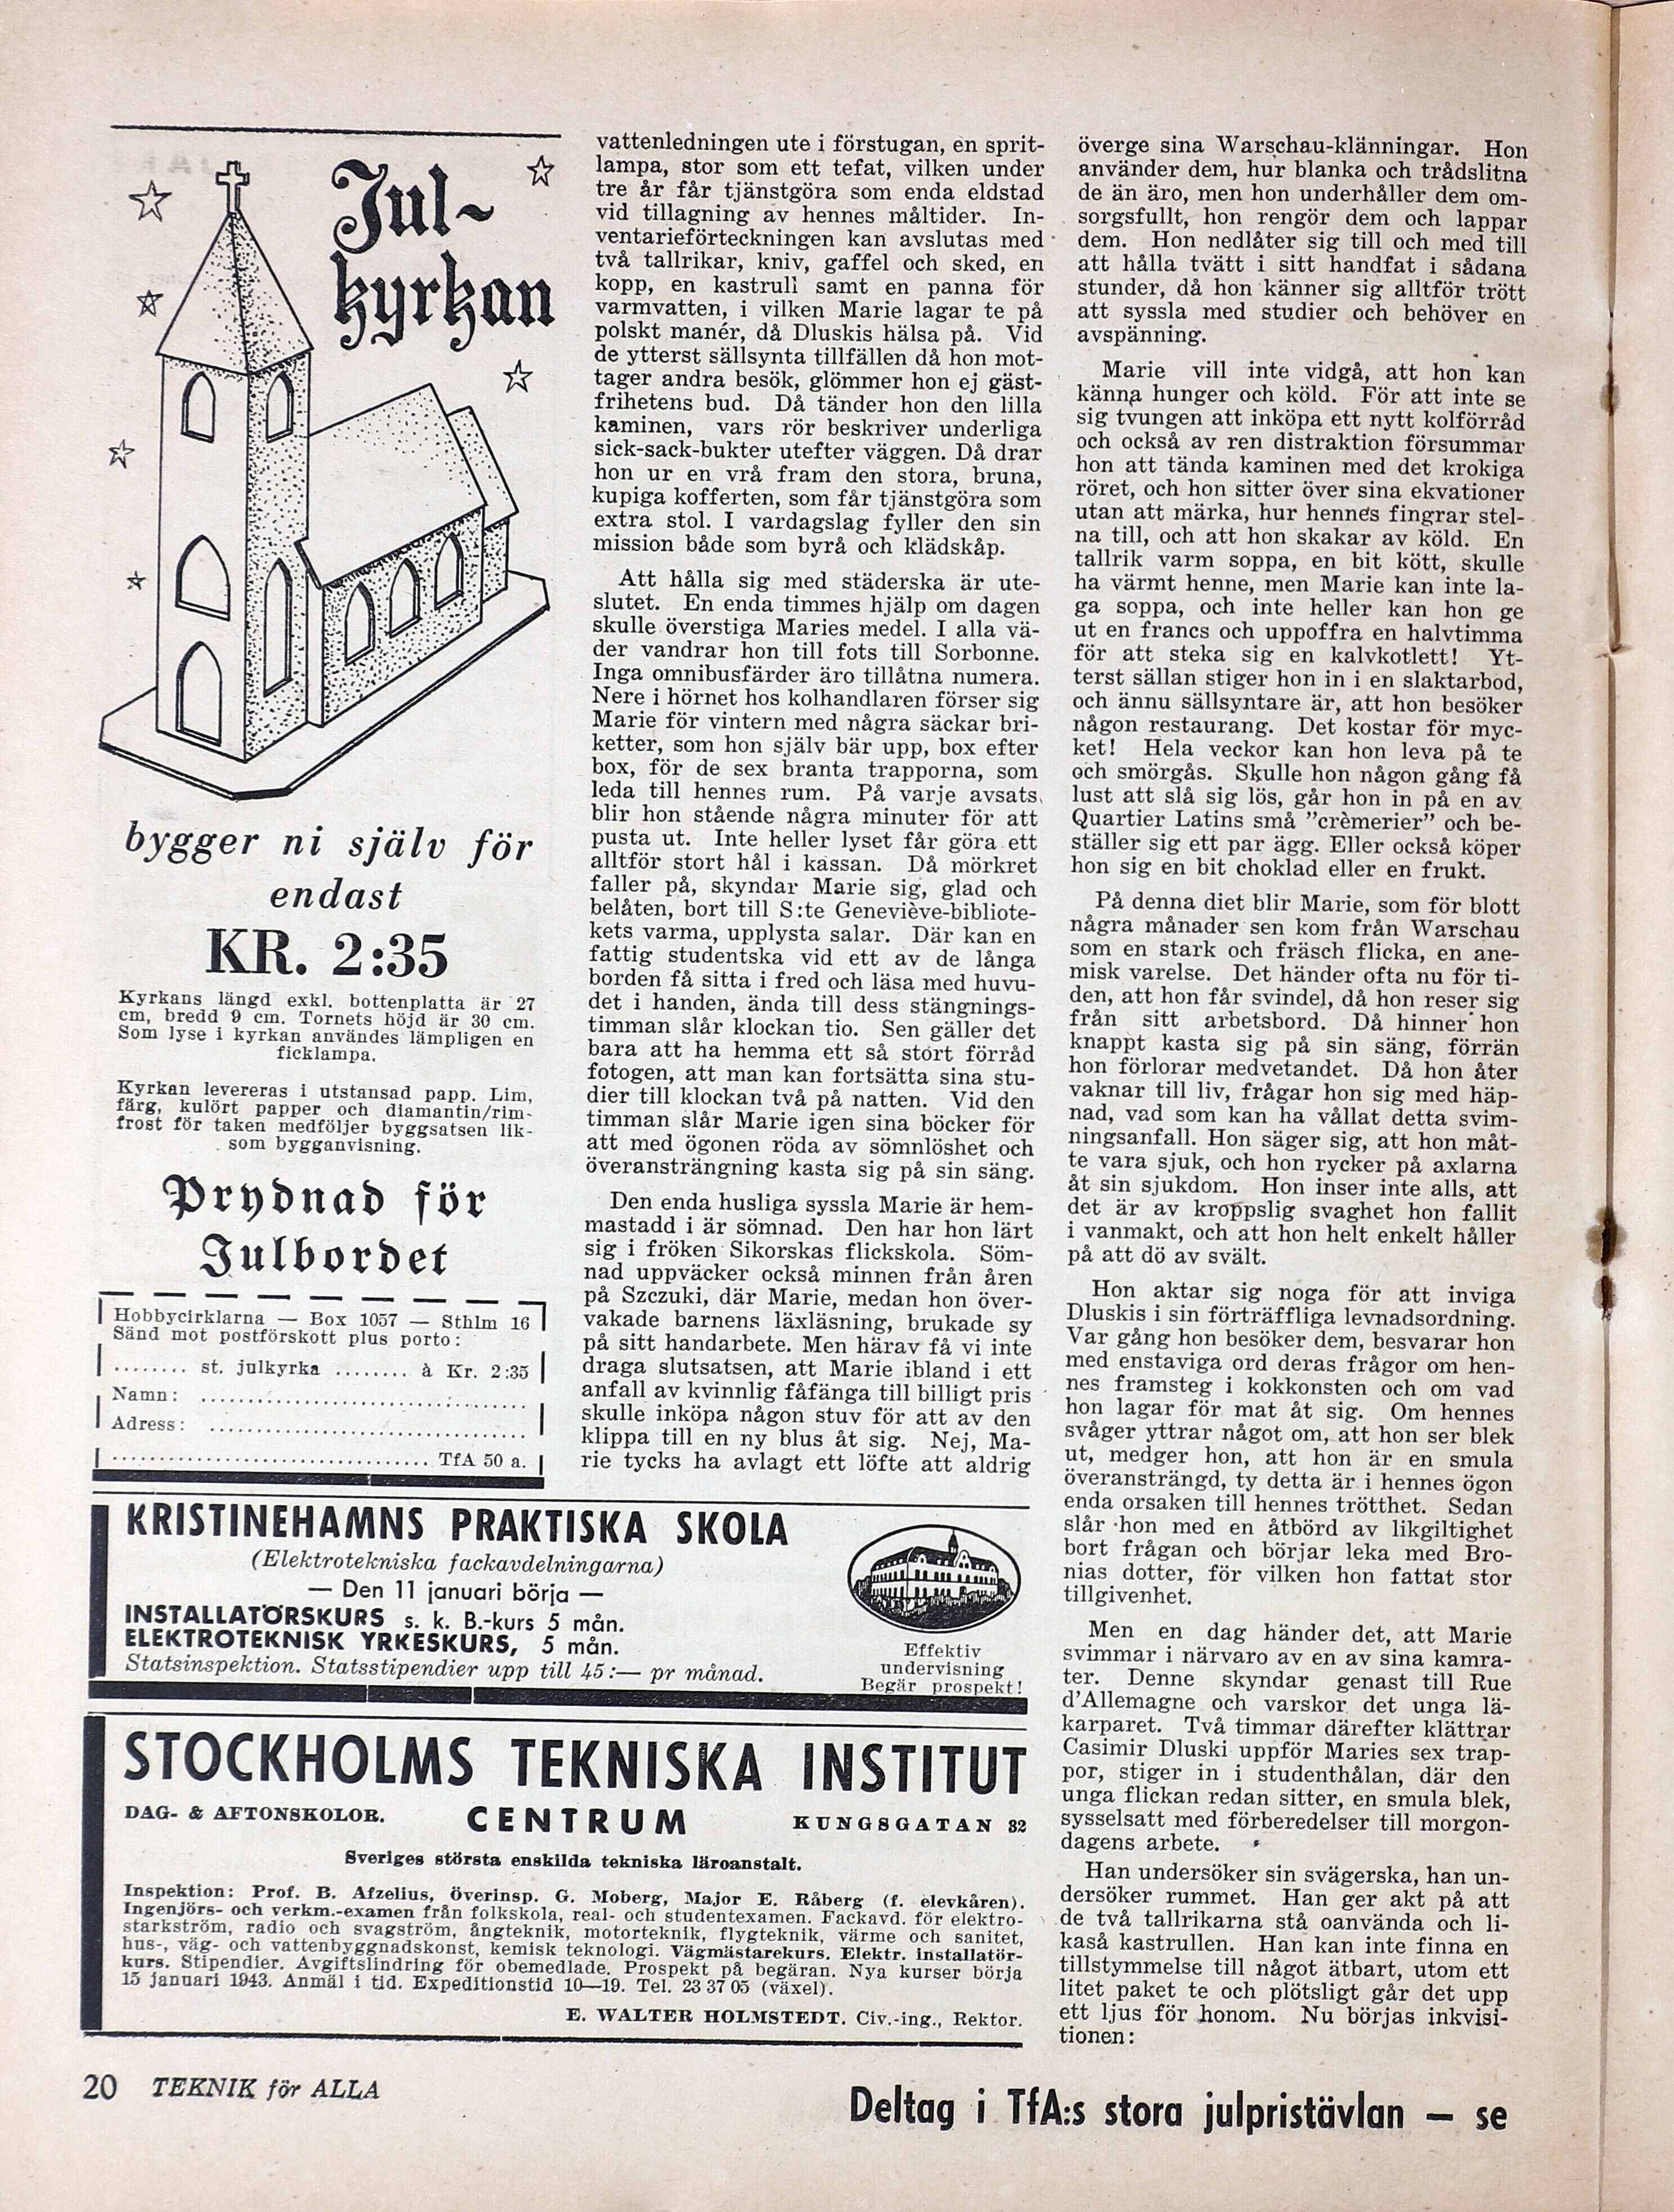 Jul-
kyrkan
bygger ni själv för
endast
KR. 2:35
Kyrkans längd exkl. bottenplatta är 27
cm, bredd 9 cm. Tornets höjd är 30 cm.
Som lyse i kyrkan användes lämpligen en
ficklampa.
Kyrkan levereras i utstansad papp. Lim,
färg, kulört papper och diamantin/rim-
frost för taken medföljer byggsatsen lik-
som bygganvisning.
Prydnad för
Julbordet
Hobbycirklarna — Box 1057 — Sthlm 16
Sänd mot postförskott plus porto:
........ st. julkyrka ........ à Kr. 2:35
Namn: ....................................
Adress: ...................................
................................... TfA 50 a.
vattenledningen ute i förstugan, en sprit-
lampa, stor som ett tefat, vilken under
tre år får tjänstgöra som enda eldstad
vid tillagning av hennes måltider. In-
ventarieförteckningen kan avslutas med
två tallrikar, kniv, gaffel och sked, en
kopp, en kastrull samt en panna för
varmvatten, i vilken Marie lagar te på
polskt manér, då Dluskis hälsa på. Vid
de ytterst sällsynta tillfällen då hon mot-
tager andra besök, glömmer hon ej gäst-
frihetens bud. Då tänder hon den lilla
kaminen, vars rör beskriver underliga
sick-sack-bukter utefter väggen. Då drar
hon ur en vrå fram den stora, bruna,
kupiga kofferten, som får tjänstgöra som
extra stol. I vardagslag fyller den sin
mission både som byrå och klädskåp.
Att hålla sig med städerska är ute-
slutet. En enda timmes hjälp om dagen
skulle överstiga Maries medel. I alla vä-
der vandrar hon till fots till Sorbonne.
Inga omnibusfärder äro tillåtna numera.
Nere i hörnet hos kolhandlaren förser sig
Marie för vintern med några säckar bri-
ketter, som hon själv bär upp, box efter
box, för de sex branta trapporna, som
leda till hennes rum. På varje avsats
blir hon stående några minuter för att
pusta ut. Inte heller lyset får göra ett
alltför stort hål i kassan. Då mörkret
faller på, skyndar Marie sig, glad och
belåten, bort till S:te Geneviève-bibliote-
kets varma, upplysta salar. Där kan en
fattig studentska vid ett av de långa
borden få sitta i fred och läsa med huvu-
det i handen, ända till dess stängnings-
timman slår klockan tio. Sen gäller det
bara att ha hemma ett så stort förråd
fotogen, att man kan fortsätta sina stu-
dier till klockan två på natten. Vid den
timman slår Marie igen sina böcker för
att med ögonen röda av sömnlöshet och
överansträngning kasta sig på sin säng.
Den enda husliga syssla Marie är hem-
mastadd i är sömnad. Den har hon lärt
sig i fröken Sikorskas flickskola. Söm-
nad uppväcker också minnen från åren
på Szczuki, där Marie, medan hon över-
vakade barnens läxläsning, brukade sy
på sitt handarbete. Men härav få vi inte
draga slutsatsen, att Marie ibland i ett
anfall av kvinnlig fåfänga till billigt pris
skulle inköpa någon stuv för att av den
klippa till en ny blus åt sig. Nej, Ma-
rie tycks ha avlagt ett löfte att aldrig
överge sina Warschau-klänningar. Hon
använder dem, hur blanka och trådslitna
de än äro, men hon underhåller dem om-
sorgsfullt, hon rengör dem och lappar
dem. Hon nedlåter sig till och med till
att hålla tvätt i sitt handfat i sådana
stunder, då hon känner sig alltför trött
att syssla med studier och behöver en
avspänning.
Marie vill inte vidgå, att hon kan
känna hunger och köld. För att inte se
sig tvungen att inköpa ett nytt kolförråd
och också av ren distraktion försummar
hon att tända kaminen med det krokiga
röret, och hon sitter över sina ekvationer
utan att märka, hur hennes fingrar stel-
na till, och att hon skakar av köld. En
tallrik varm soppa, en bit kött, skulle
ha värmt henne, men Marie kan inte la-
ga soppa, och inte heller kan hon ge
ut en francs och uppoffra en halvtimma
för att steka sig en kalvkotlett! Yt-
terst sällan stiger hon in i en slaktarbod,
och ännu sällsyntare är, att hon besöker
någon restaurang. Det kostar för myc-
ket! Hela veckor kan hon leva på te
och smörgås. Skulle hon någon gång få
lust att slå sig lös, går hon in på en av
Quartier Latins små ”crèmerier” och be-
ställer sig ett par ägg. Eller också köper
hon sig en bit choklad eller en frukt.
På denna diet blir Marie, som för blott
några månader sen kom från Warschau
som en stark och fräsch flicka, en ane-
misk varelse. Det händer ofta nu för ti-
den, att hon får svindel, då hon reser sig
från sitt arbetsbord. Då hinner hon
knappt kasta sig på sin säng, förrän
hon förlorar medvetandet. Då hon åter
vaknar till liv, frågar hon sig med häp-
nad, vad som kan ha vållat detta svim-
ningsanfall. Hon säger sig, att hon måt-
te vara sjuk, och hon rycker på axlarna
åt sin sjukdom. Hon inser inte alls, att
det är av kroppslig svaghet hon fallit
i vanmakt, och att hon helt enkelt håller
på att dö av svält.
Hon aktar sig noga för att inviga
Dluskis i sin förträffliga levnadsordning.
Var gång hon besöker dem, besvarar hon
med enstaviga ord deras frågor om hen-
nes framsteg i kokkonsten och om vad
hon lagar för mat åt sig. Om hennes
svåger yttrar något om, att hon ser blek
ut, medger hon, att hon är en smula
överansträngd, ty detta är i hennes ögon
enda orsaken till hennes trötthet. Sedan
slår hon med en åtbörd av likgiltighet
bort frågan och börjar leka med Bro-
nias dotter, för vilken hon fattat stor
tillgivenhet.
Men en dag händer det, att Marie
svimmar i närvaro av en av sina kamra-
ter. Denne skyndar genast till Rue
d'Allemagne och varskor det unga lä-
karparet. Två timmar därefter klättrar
Casimir Dluski uppför Maries sex trap-
por, stiger in i studenthålan, där den
unga flickan redan sitter, en smula blek,
sysselsatt med förberedelser till morgon-
dagens arbete.
Han undersöker sin svägerska, han un-
dersöker rummet. Han ger akt på att
de två tallrikarna stå oanvända och li-
kaså kastrullen. Han kan inte finna en
tillstymmelse till något ätbart, utom ett
litet paket te och plötsligt går det upp
ett ljus för honom. Nu börjas inkvisi-
tionen:
KRISTINEHAMNS PRAKTISKA SKOLA
(Elektrotekniska fackavdelningarna)
— Den 11 januari börja —
INSTALLATÖRSKURS s. k. B.-kurs 5 mån.
ELEKTROTEKNISK YRKESKURS, 5 mån.
Statsinspektion. Statsstipendier upp till 45:— pr månad.
Effektiv
undervisning
Begär prospekt!
STOCKHOLMS TEKNISKA INSTITUT
DAG- & AFTONSKOLOR. CENTRUM KUNGSGATAN 32
Sveriges största enskilda tekniska läroanstalt.
Inspektion: Prof. B. Afzelius, Överinsp. G. Moberg, Major E. Råberg (f. elevkåren).
Ingenjörs- och verkm.-examen från folkskola, real- och studentexamen. Fackavd. för elektro-
starkström, radio och svagström, ångteknik, motorteknik, flygteknik, värme och sanitet,
hus-, väg- och vattenbyggnadskonst, kemisk teknologi. Vägmästarekurs. Elektr. installatör-
kurs. Stipendier. Avgiftslindring för obemedlade. Prospekt på begäran. Nya kurser börja
15 januari 1943. Anmäl i tid. Expeditionstid 10—19. Tel. 23 37 05 (växel).
E. WALTER HOLMSTEDT. Civ.-ing., Rektor.
20 TEKNIK för ALLA
Deltag i TfA:s stora julpristävlan — se